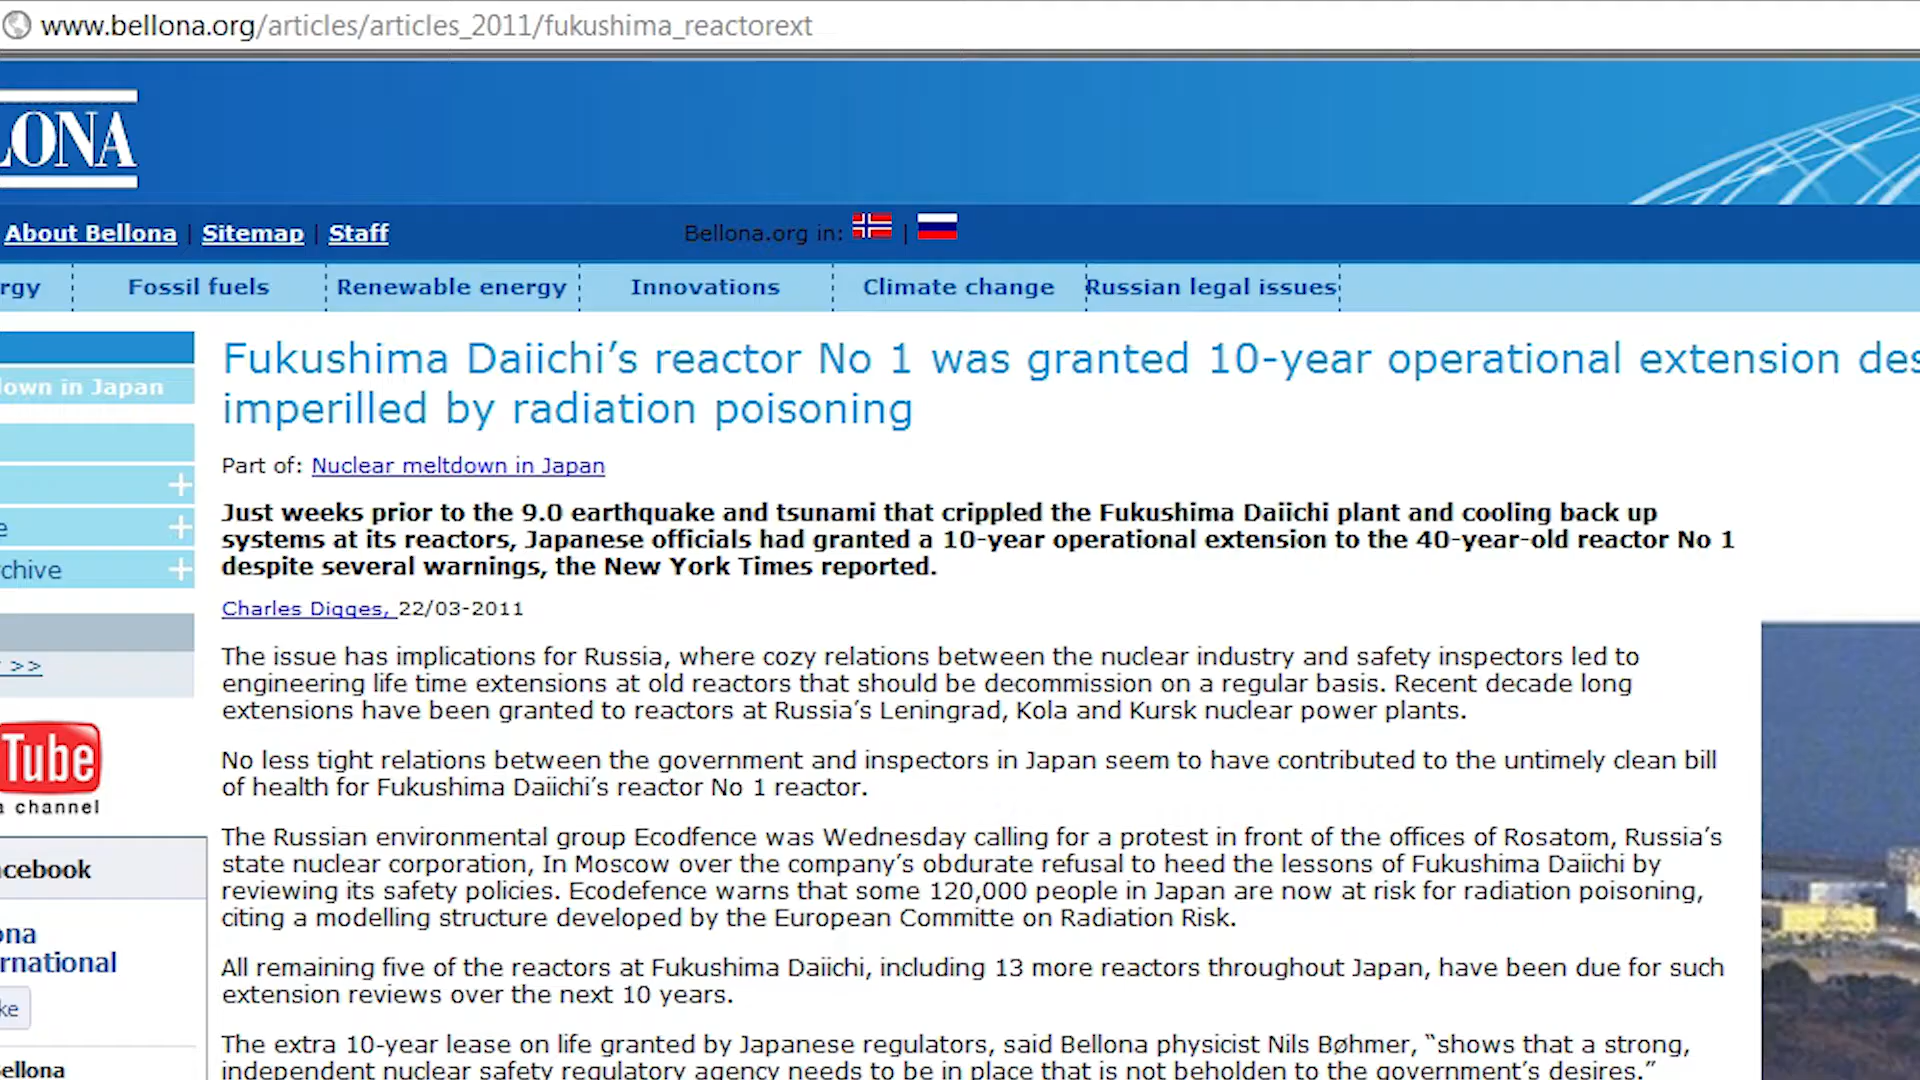 www.bellona.org/articles/articles_2011/fukushima_reactorext
LONA
About Bellona | Sitemap | Staff
Bellona.org in: |
rgy
Fossil fuels
Renewable energy
Innovations
Climate change
Russian legal issues
Fukushima Daiichi’s reactor No 1 was granted 10-year operational extension des
imperilled by radiation poisoning
down in Japan
Part of: Nuclear meltdown in Japan
Just weeks prior to the 9.0 earthquake and tsunami that crippled the Fukushima Daiichi plant and cooling back up
systems at its reactors, Japanese officials had granted a 10-year operational extension to the 40-year-old reactor No 1
despite several warnings, the New York Times reported.
e
rchive
Charles Digges, 22/03-2011
The issue has implications for Russia, where cozy relations between the nuclear industry and safety inspectors led to
engineering life time extensions at old reactors that should be decommission on a regular basis. Recent decade long
extensions have been granted to reactors at Russia’s Leningrad, Kola and Kursk nuclear power plants.
>>
Tube
channel
No less tight relations between the government and inspectors in Japan seem to have contributed to the untimely clean bill
of health for Fukushima Daiichi’s reactor No 1 reactor.
The Russian environmental group Ecodfence was Wednesday calling for a protest in front of the offices of Rosatom, Russia’s
state nuclear corporation, In Moscow over the company’s obdurate refusal to heed the lessons of Fukushima Daiichi by
reviewing its safety policies. Ecodefence warns that some 120,000 people in Japan are now at risk for radiation poisoning,
citing a modelling structure developed by the European Committe on Radiation Risk.
acebook
ona
rnational
ke
ellona
All remaining five of the reactors at Fukushima Daiichi, including 13 more reactors throughout Japan, have been due for such
extension reviews over the next 10 years.
The extra 10-year lease on life granted by Japanese regulators, said Bellona physicist Nils Bøhmer, “shows that a strong,
independent nuclear safety regulatory agency needs to be in place that is not beholden to the government’s desires.”